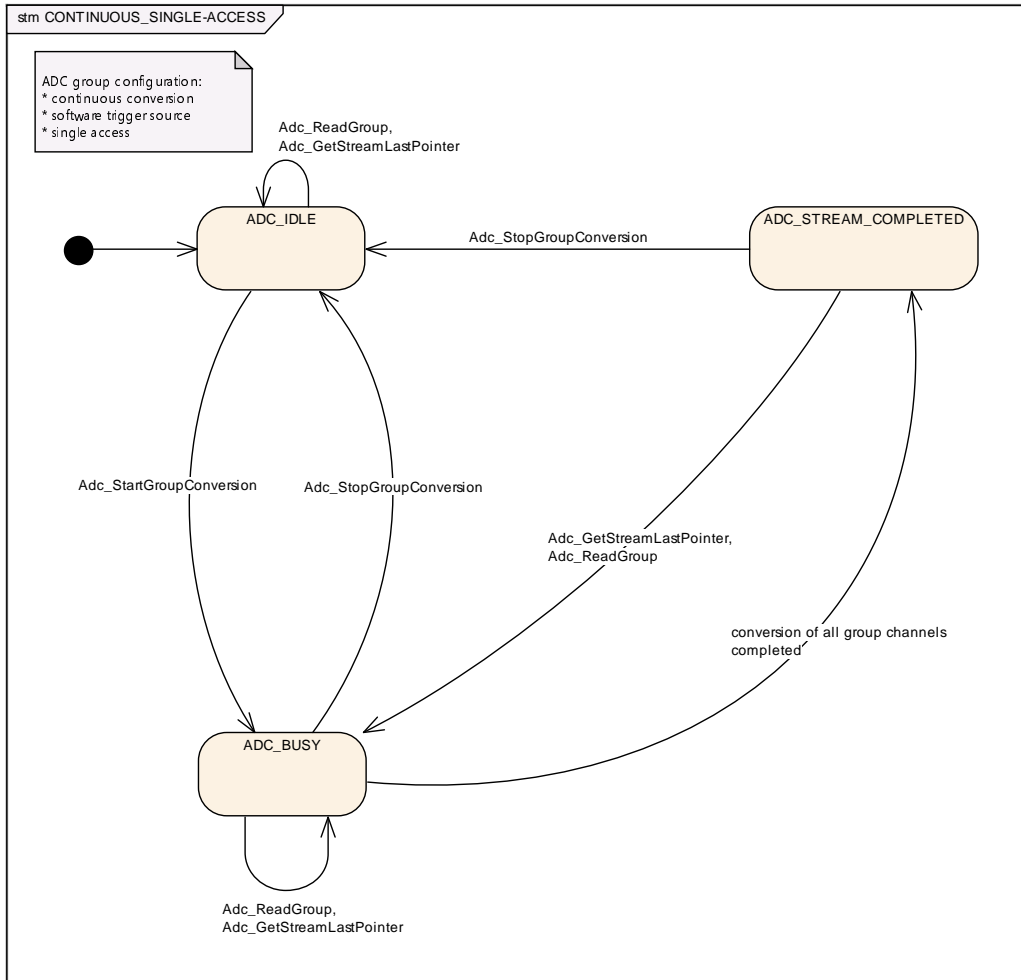 stm CONTINUOUS_SINGLE-ACCESS
ADC group configuration:
* continuous conversion
* software trigger source
* single access
Adc_ReadGroup,
Adc_GetStreamLastPointer
ADC_IDLE
ADC_STREAM_COMPLETED
Adc_StopGroupConversion
Adc_StartGroupConversion
Adc_StopGroupConversion
Adc_GetStreamLastPointer,
Adc_ReadGroup
conversion of all group channels
completed
ADC_BUSY
Adc_ReadGroup,
Adc_GetStreamLastPointer